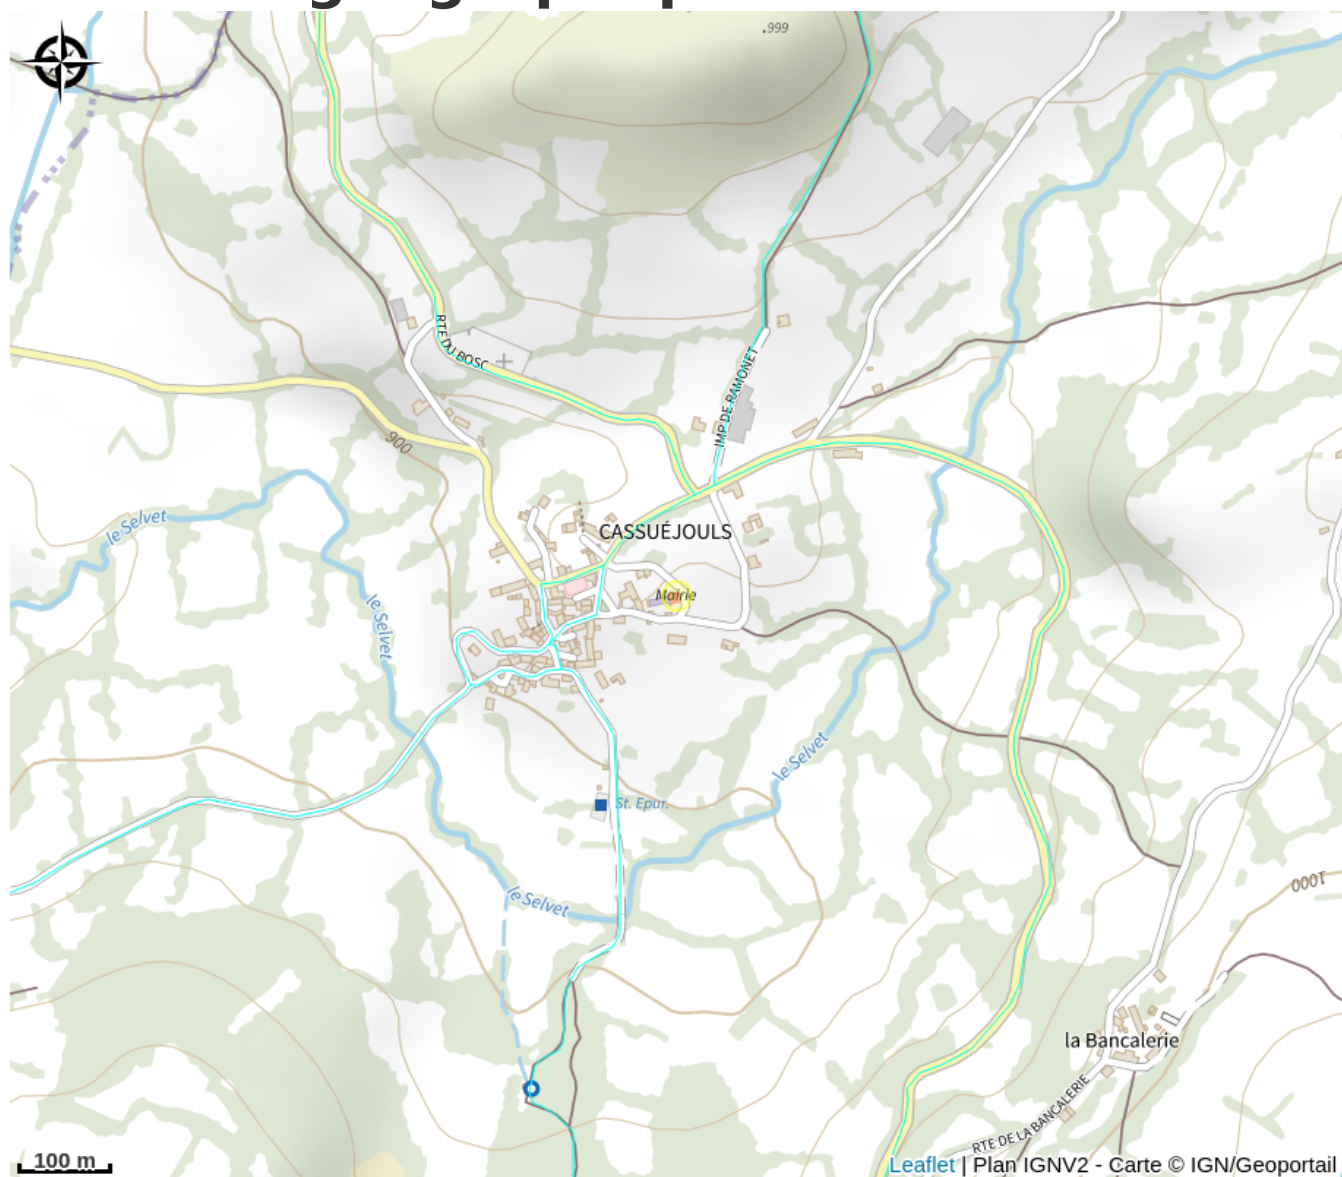 .999
RTE DU BOSC
IMP DE RAMONET
900
le Selvet
CASSUÉJOULS
Mairie
le Selvet
le Selvet
St. Epur.
le Selvet
1000
la Bancalerie
RTE DE LA BANCALERIE
100 m
Leaflet | Plan IGNV2 - Carte © IGN/Geoportail